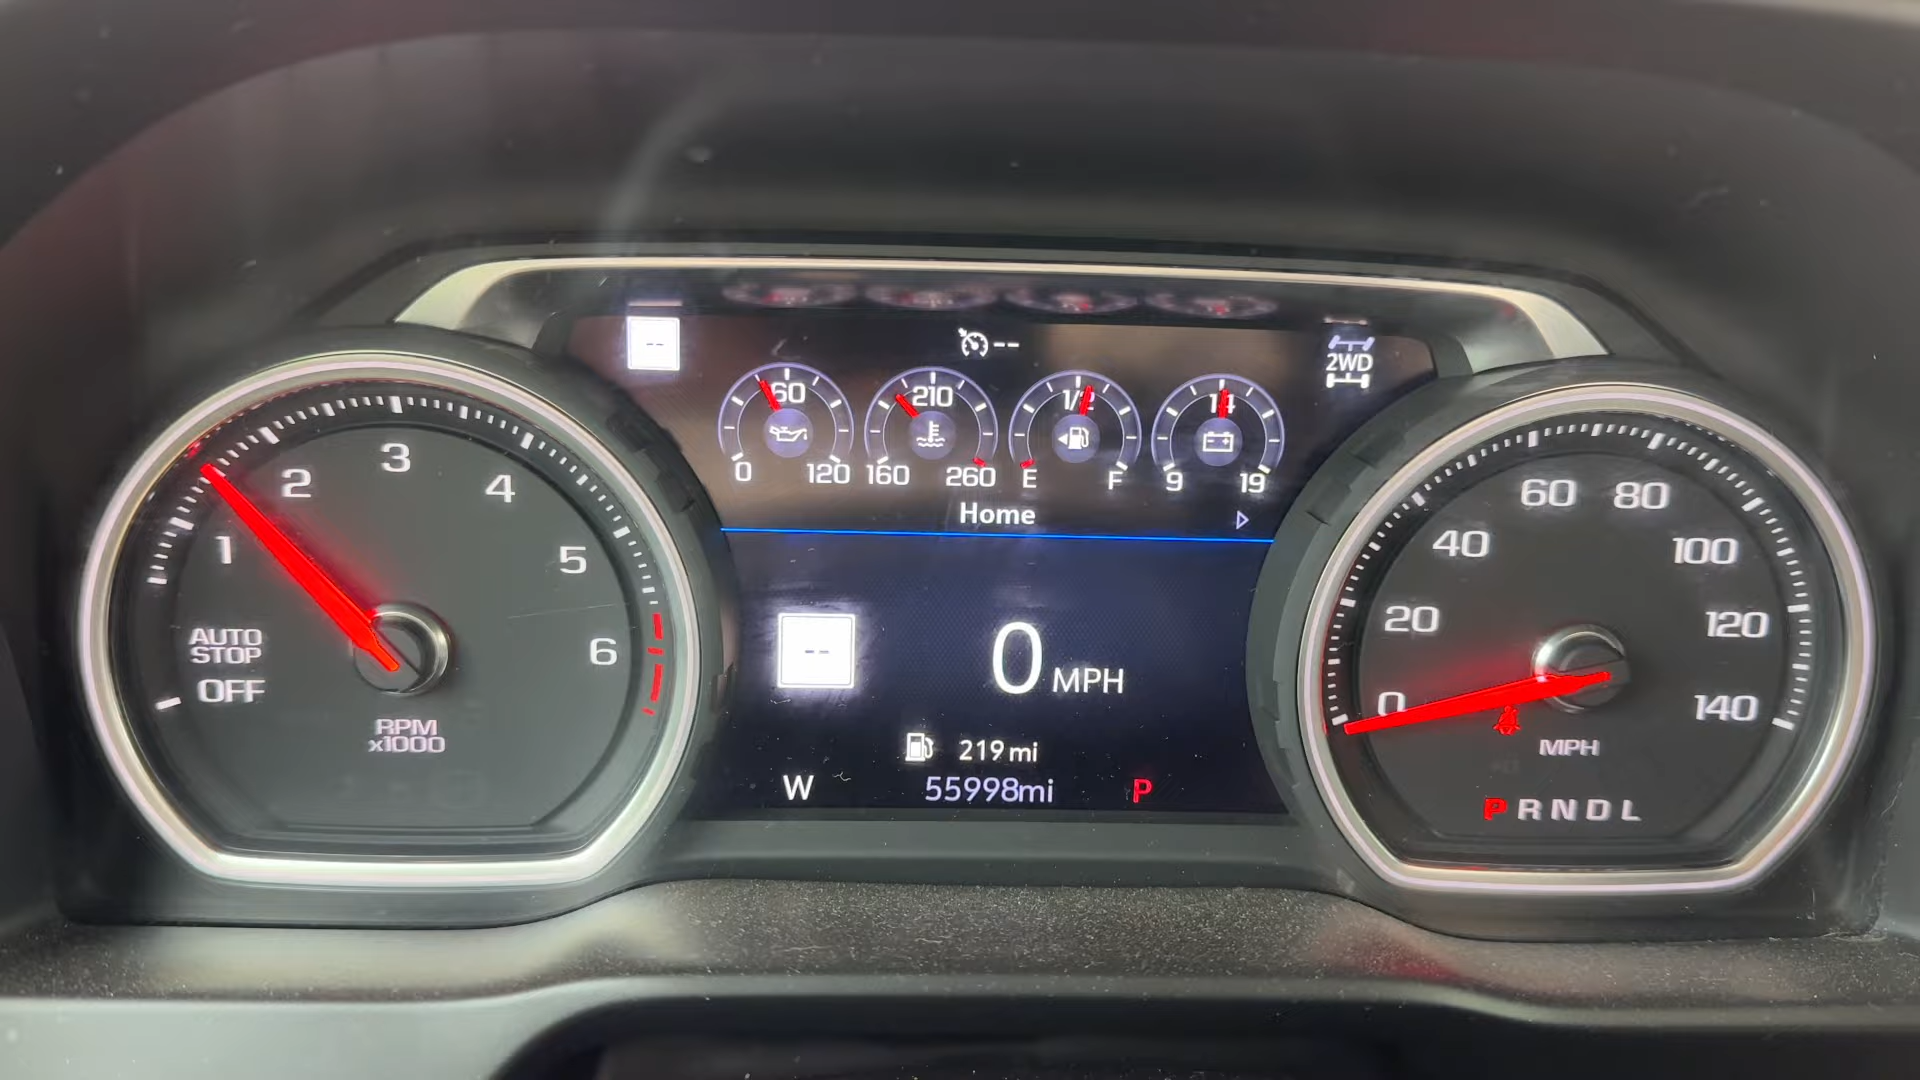 --
--
2WD
60
0 120
210
160 260
1/2
E F
14
9 19
Home
1
2
3
4
5
6
AUTO
STOP
OFF
RPM
x1000
--
0 MPH
219 mi
W 55998mi P
0
20
40
60
80
100
120
140
MPH
P R N D L